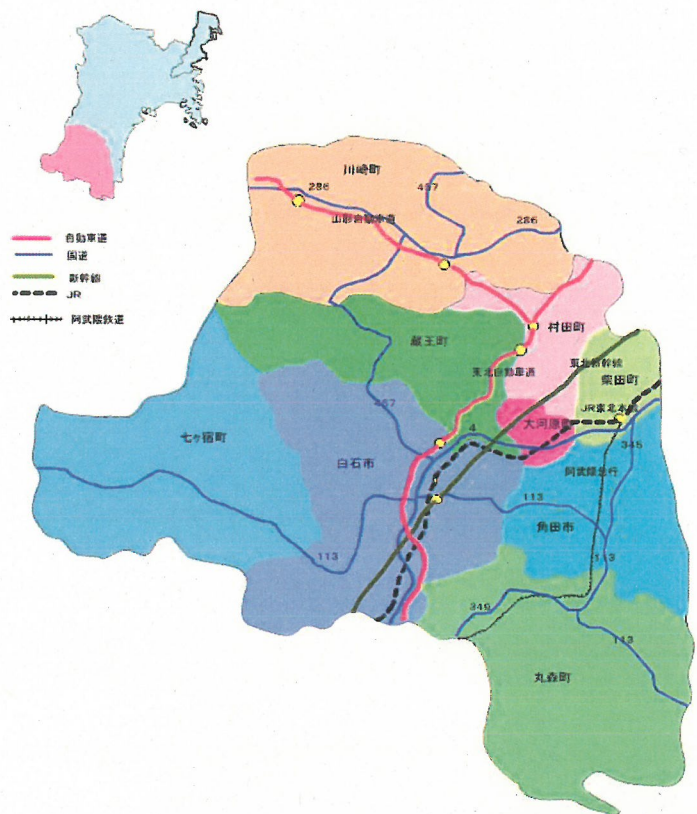 川崎町
286
457
山形自動車道
286
自動車道
国道
新幹線
JR
阿武隈鉄道
村田町
蔵王町
東北新幹線
東北自動車道
柴田町
457
JR東北本線
大河原町
4
七ヶ宿町
白石市
345
阿武隈急行
113
角田市
113
113
349
113
丸森町